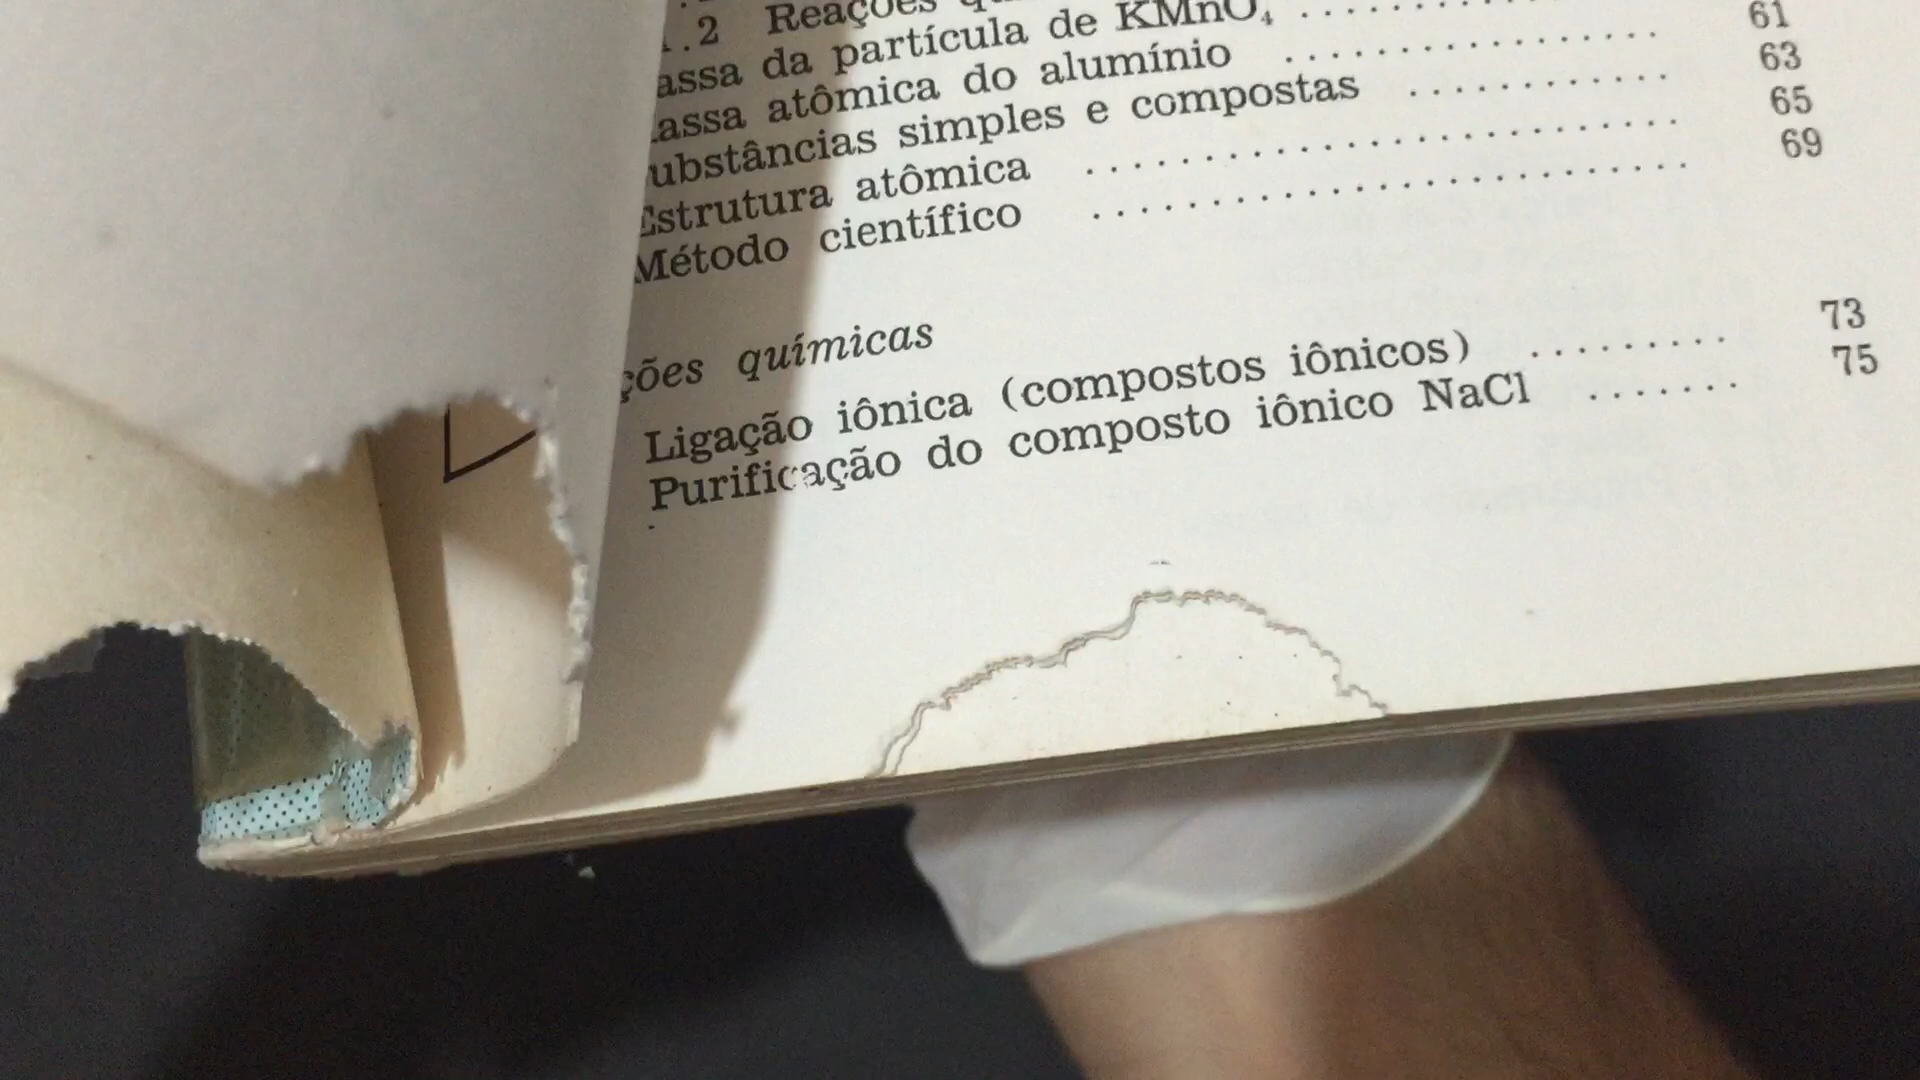 .2 Reações
assa da partícula de KMnO₄ ............
assa atômica do alumínio ................. 61
ubstâncias simples e compostas ........... 63
Estrutura atômica ......................... 65
Método científico ......................... 69
ções químicas
Ligação iônica (compostos iônicos) ......... 73
Purificação do composto iônico NaCl ....... 75